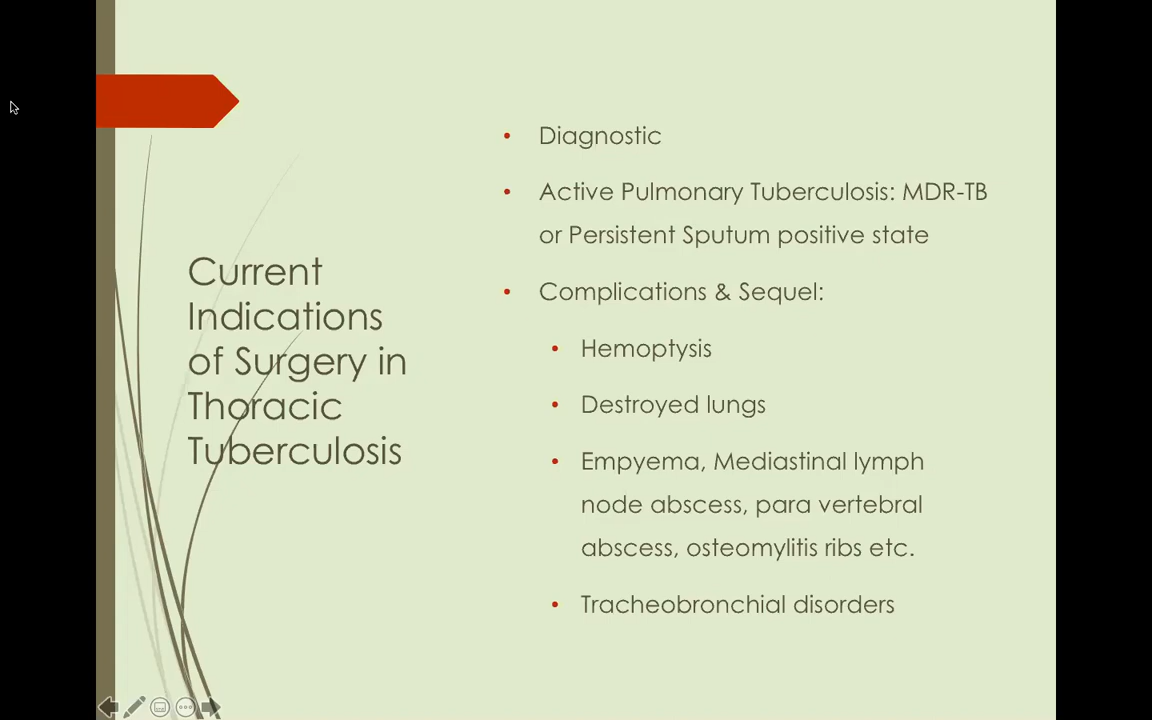 Current
Indications
of Surgery in
Thoracic
Tuberculosis
• Diagnostic
• Active Pulmonary Tuberculosis: MDR-TB
or Persistent Sputum positive state
• Complications & Sequel:
• Hemoptysis
• Destroyed lungs
• Empyema, Mediastinal lymph
node abscess, para vertebral
abscess, osteomylitis ribs etc.
• Tracheobronchial disorders